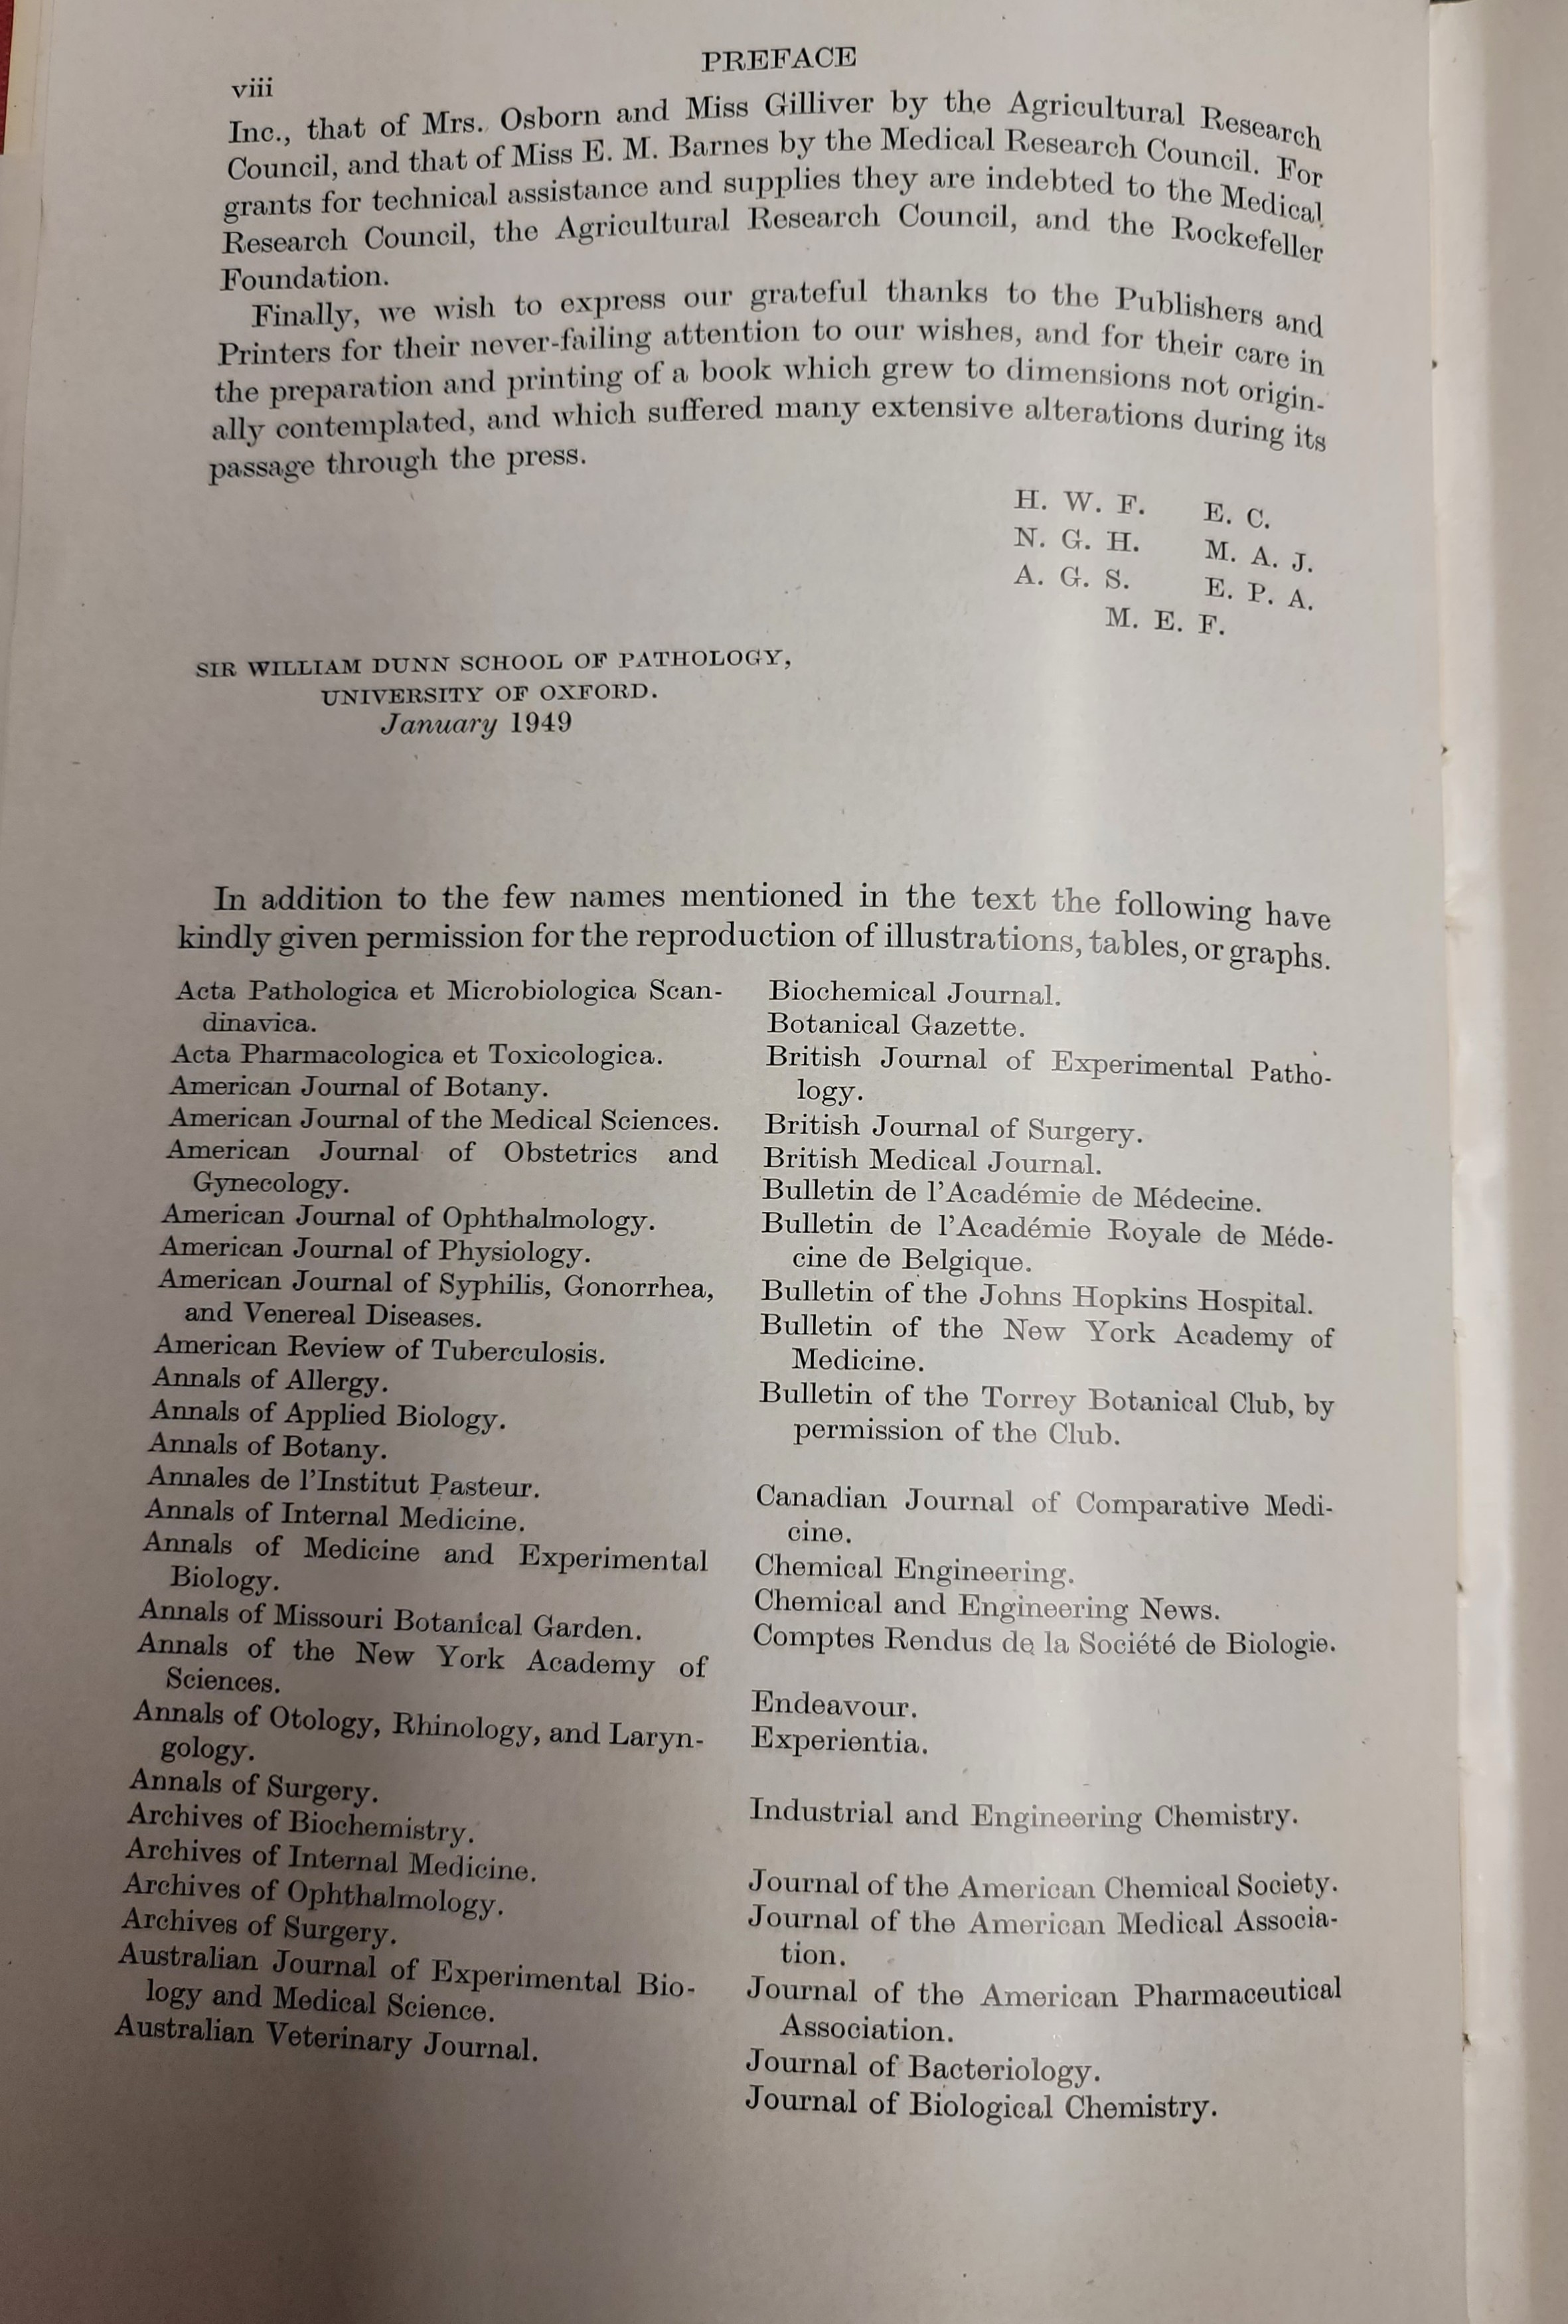 PREFACE
viii
Inc., that of Mrs. Osborn and Miss Gilliver by the Agricultural Research
Council, and that of Miss E. M. Barnes by the Medical Research Council. For
grants for technical assistance and supplies they are indebted to the Medical
Research Council, the Agricultural Research Council, and the Rockefeller
Foundation.
Finally, we wish to express our grateful thanks to the Publishers and
Printers for their never-failing attention to our wishes, and for their care in
the preparation and printing of a book which grew to dimensions not origin-
ally contemplated, and which suffered many extensive alterations during its
passage through the press.
H. W. F. E. C.
N. G. H. M. A. J.
A. G. S. E. P. A.
M. E. F.
SIR WILLIAM DUNN SCHOOL OF PATHOLOGY,
UNIVERSITY OF OXFORD.
January 1949
In addition to the few names mentioned in the text the following have
kindly given permission for the reproduction of illustrations, tables, or graphs.
Acta Pathologica et Microbiologica Scan-
dinavica.
Acta Pharmacologica et Toxicologica.
American Journal of Botany.
American Journal of the Medical Sciences.
American Journal of Obstetrics and
Gynecology.
American Journal of Ophthalmology.
American Journal of Physiology.
American Journal of Syphilis, Gonorrhea,
and Venereal Diseases.
American Review of Tuberculosis.
Annals of Allergy.
Annals of Applied Biology.
Annals of Botany.
Annales de l'Institut Pasteur.
Annals of Internal Medicine.
Annals of Medicine and Experimental
Biology.
Annals of Missouri Botanical Garden.
Annals of the New York Academy of
Sciences.
Annals of Otology, Rhinology, and Laryn-
gology.
Annals of Surgery.
Archives of Biochemistry.
Archives of Internal Medicine.
Archives of Ophthalmology.
Archives of Surgery.
Australian Journal of Experimental Bio-
logy and Medical Science.
Australian Veterinary Journal.
Biochemical Journal.
Botanical Gazette.
British Journal of Experimental Patho-
logy.
British Journal of Surgery.
British Medical Journal.
Bulletin de l'Académie de Médecine.
Bulletin de l'Académie Royale de Méde-
cine de Belgique.
Bulletin of the Johns Hopkins Hospital.
Bulletin of the New York Academy of
Medicine.
Bulletin of the Torrey Botanical Club, by
permission of the Club.
Canadian Journal of Comparative Medi-
cine.
Chemical Engineering.
Chemical and Engineering News.
Comptes Rendus de la Société de Biologie.
Endeavour.
Experientia.
Industrial and Engineering Chemistry.
Journal of the American Chemical Society.
Journal of the American Medical Associa-
tion.
Journal of the American Pharmaceutical
Association.
Journal of Bacteriology.
Journal of Biological Chemistry.